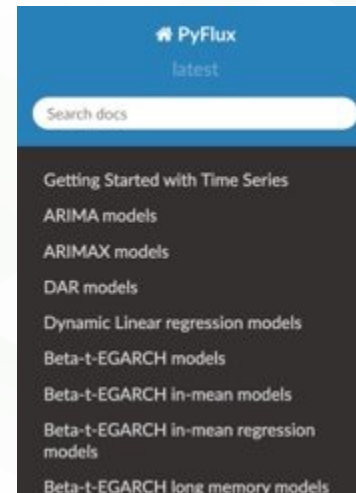 PyFlux
latest
Search docs
Getting Started with Time Series
ARIMA models
ARIMAX models
DAR models
Dynamic Linear regression models
Beta-t-EGARCH models
Beta-t-EGARCH in-mean models
Beta-t-EGARCH in-mean regression
models
Beta-t-EGARCH long memory models